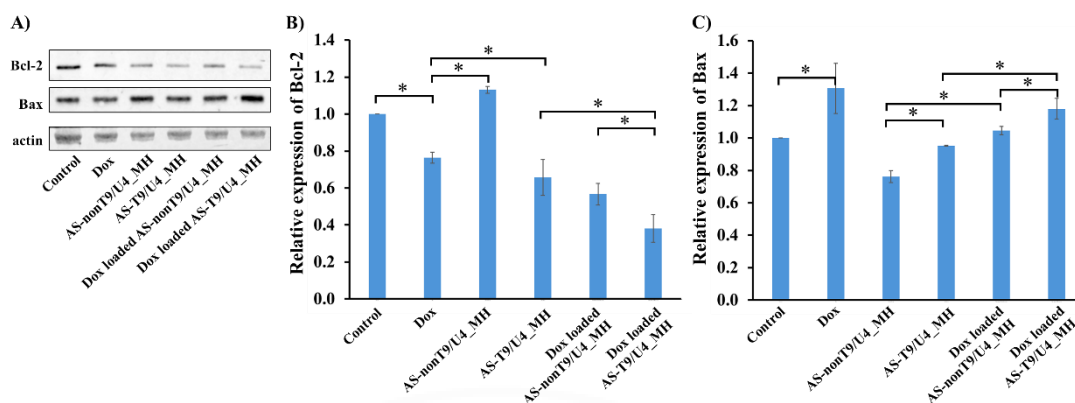 A)
Bcl-2
Bax
actin
Control
Dox
AS-nonT9/U4_MH
AS-T9/U4_MH
Dox loaded AS-nonT9/U4_MH
Dox loaded AS-T9/U4_MH
B)
Relative expression of Bcl-2
1.4
1.2
1.0
0.8
0.6
0.4
0.2
0.0
*
*
*
*
*
Control
Dox
AS-nonT9/U4_MH
AS-T9/U4_MH
Dox loaded
AS-nonT9/U4_MH
Dox loaded
AS-T9/U4_MH
C)
Relative expression of Bax
1.6
1.4
1.2
1.0
0.8
0.6
0.4
0.2
0.0
*
*
*
*
*
Control
Dox
AS-nonT9/U4_MH
AS-T9/U4_MH
Dox loaded
AS-nonT9/U4_MH
Dox loaded
AS-T9/U4_MH